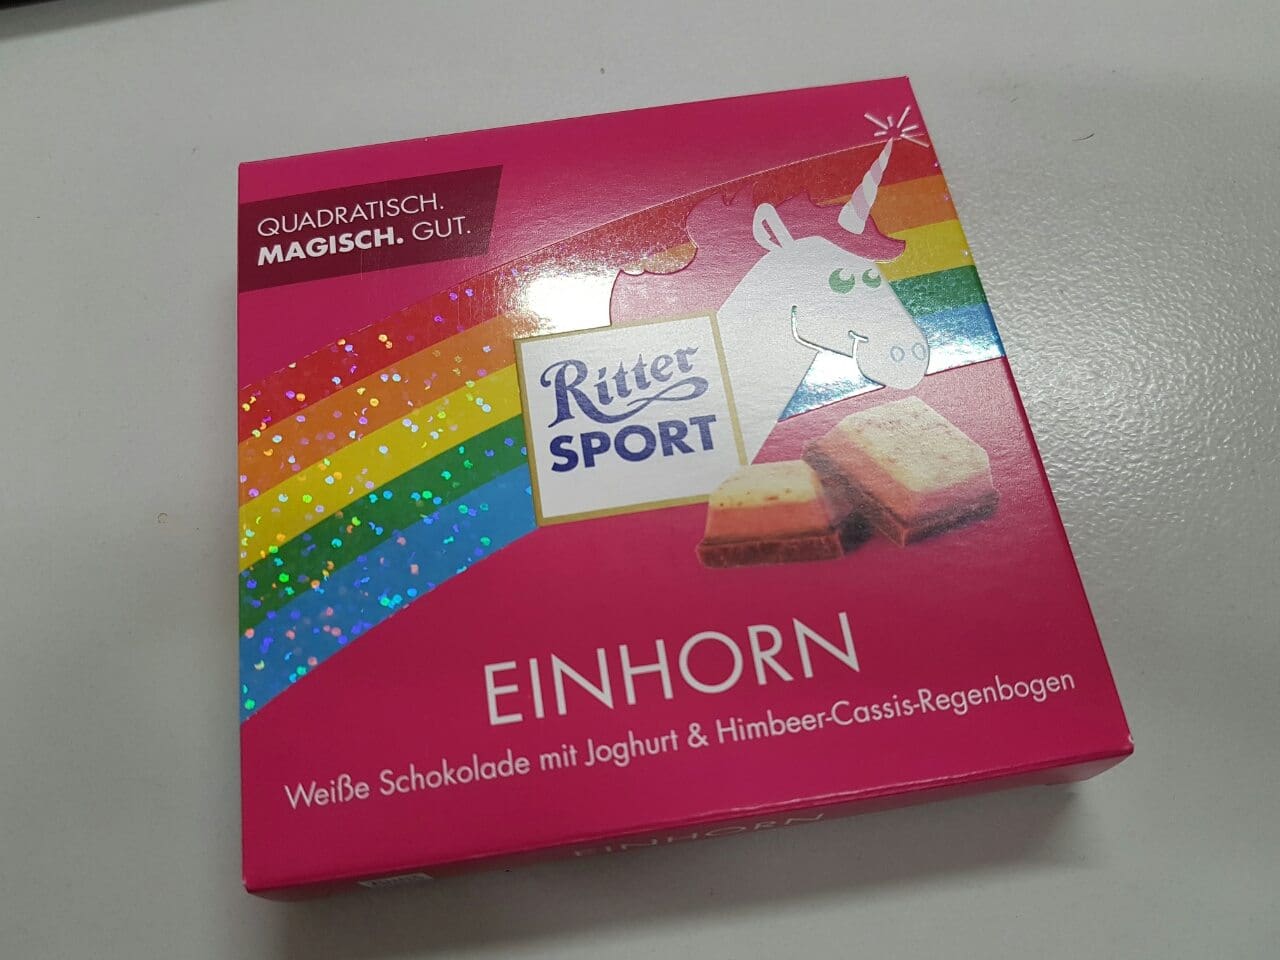 QUADRATISCH.
MAGISCH. GUT.
Ritter
SPORT
EINHORN
Weiße Schokolade mit Joghurt & Himbeer-Cassis-Regenbogen
EINHORN